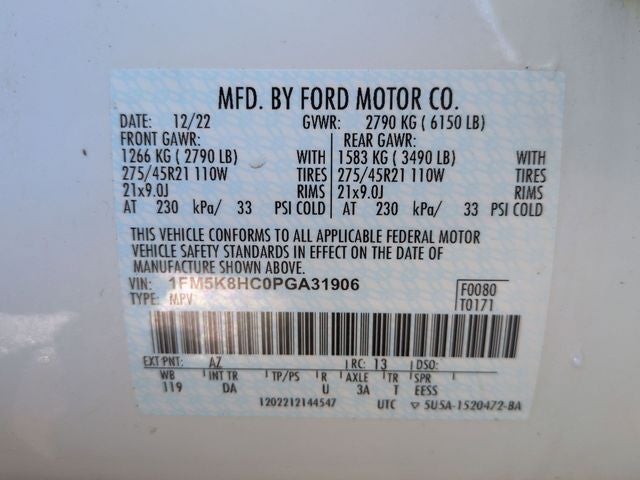 MFD. BY FORD MOTOR CO.
DATE: 12/22 GVWR: 2790 KG ( 6150 LB)
FRONT GAWR: REAR GAWR:
1266 KG ( 2790 LB) WITH 1583 KG ( 3490 LB) WITH
275/45R21 110W TIRES 275/45R21 110W TIRES
21x9.0J RIMS 21x9.0J RIMS
AT 230 kPa/ 33 PSI COLD AT 230 kPa/ 33 PSI COLD
THIS VEHICLE CONFORMS TO ALL APPLICABLE FEDERAL MOTOR
VEHICLE SAFETY STANDARDS IN EFFECT ON THE DATE OF
MANUFACTURE SHOWN ABOVE.
VIN: 1FM5K8HC0PGA31906 F0080
TYPE: MPV T0171
EXT PNT: AZ RC: 13 DSO:
WB INT TR TP/PS R AXLE TR SPR
119 DA U 3A T EESS
1202212144547 UTC ▽ 5U5A-1520472-BA